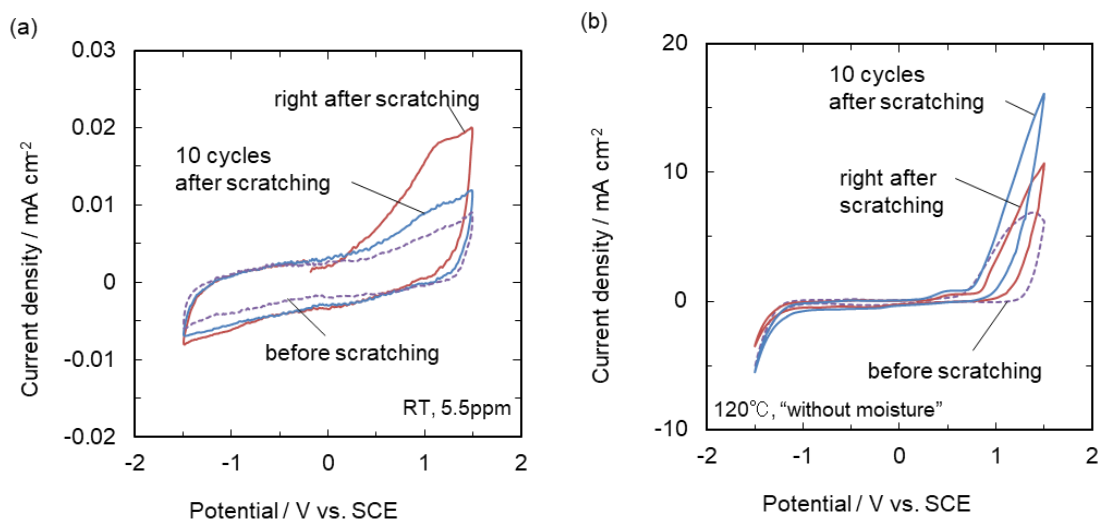 (a)
0.03
0.02
0.01
0
-0.01
-0.02
-2
-1
0
1
2
Current density / mA cm-2
Potential / V vs. SCE
right after scratching
10 cycles
after scratching
before scratching
RT, 5.5ppm
(b)
20
10
0
-10
-2
-1
0
1
2
Current density / mA cm-2
Potential / V vs. SCE
10 cycles
after scratching
right after
scratching
before scratching
120℃, “without moisture”